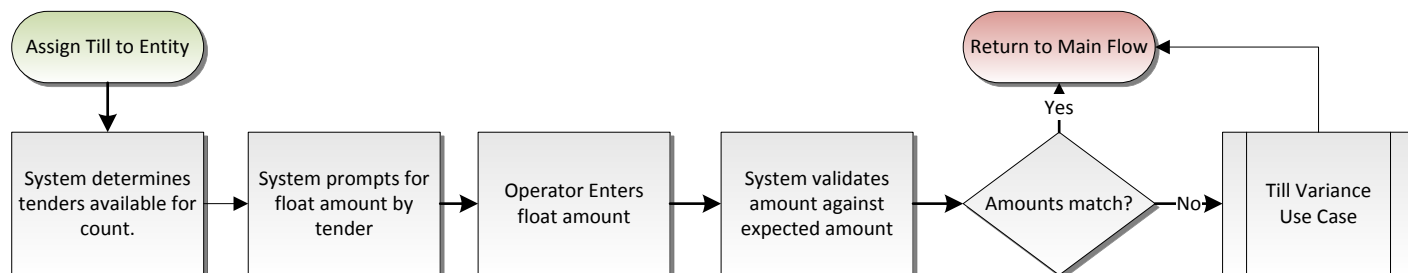 Assign Till to Entity
Return to Main Flow
Yes
System determines
tenders available for
count.
System prompts for
float amount by
tender
Operator Enters
float amount
System validates
amount against
expected amount
Amounts match?
No
Till Variance
Use Case